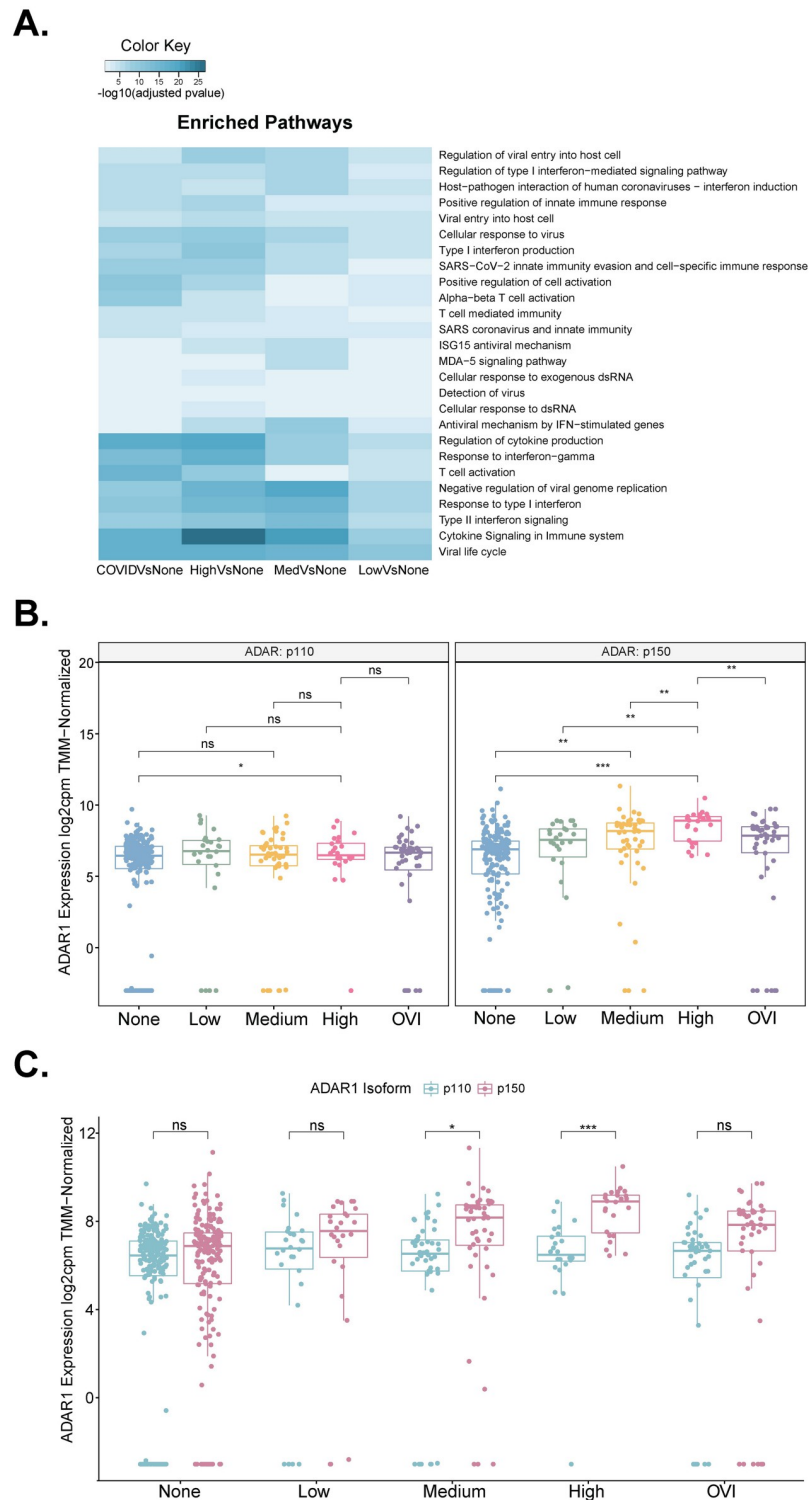 A.
Color Key
5 10 15 20 25
-log10(adjusted pvalue)
Enriched Pathways
Regulation of viral entry into host cell
Regulation of type I interferon−mediated signaling pathway
Host−pathogen interaction of human coronaviruses − interferon induction
Positive regulation of innate immune response
Viral entry into host cell
Cellular response to virus
Type I interferon production
SARS−CoV−2 innate immunity evasion and cell−specific immune response
Positive regulation of cell activation
Alpha−beta T cell activation
T cell mediated immunity
SARS coronavirus and innate immunity
ISG15 antiviral mechanism
MDA−5 signaling pathway
Cellular response to exogenous dsRNA
Detection of virus
Cellular response to dsRNA
Antiviral mechanism by IFN−stimulated genes
Regulation of cytokine production
Response to interferon−gamma
T cell activation
Negative regulation of viral genome replication
Response to type I interferon
Type II interferon signaling
Cytokine Signaling in Immune system
Viral life cycle
COVIDVsNone HighVsNone MedVsNone LowVsNone
B.
ADAR: p110 ADAR: p150
ADAR1 Expression log2cpm TMM−Normalized
20
15
10
5
0
ns **
ns **
ns **
ns **
* ***
None Low Medium High OVI None Low Medium High OVI
C.
ADAR1 Isoform p110 p150
ADAR1 Expression log2cpm TMM−Normalized
12
8
4
0
ns ns * *** ns
None Low Medium High OVI